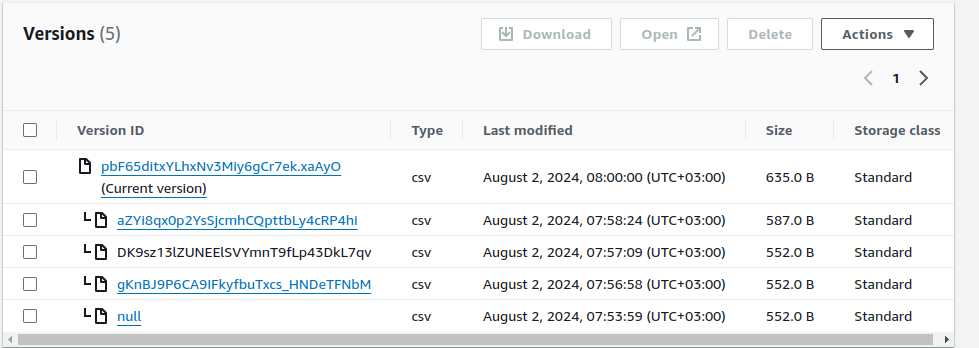 Versions (5)
Download
Open
Delete
Actions
1
Version ID Type Last modified Size Storage class
pbF65ditxYLhxNv3Miy6gCr7ek.xaAyO
(Current version)
csv August 2, 2024, 08:00:00 (UTC+03:00) 635.0 B Standard
aZYi8qx0p2YsSjcmhCQpttbLy4cRP4hI csv August 2, 2024, 07:58:24 (UTC+03:00) 587.0 B Standard
DK9sz13lZUNEElSVYmnT9fLp43DkL7qv csv August 2, 2024, 07:57:09 (UTC+03:00) 552.0 B Standard
gKnBJ9P6CA9IFkyfbuTxcs_HNDeTFNbM csv August 2, 2024, 07:56:58 (UTC+03:00) 552.0 B Standard
null csv August 2, 2024, 07:53:59 (UTC+03:00) 552.0 B Standard